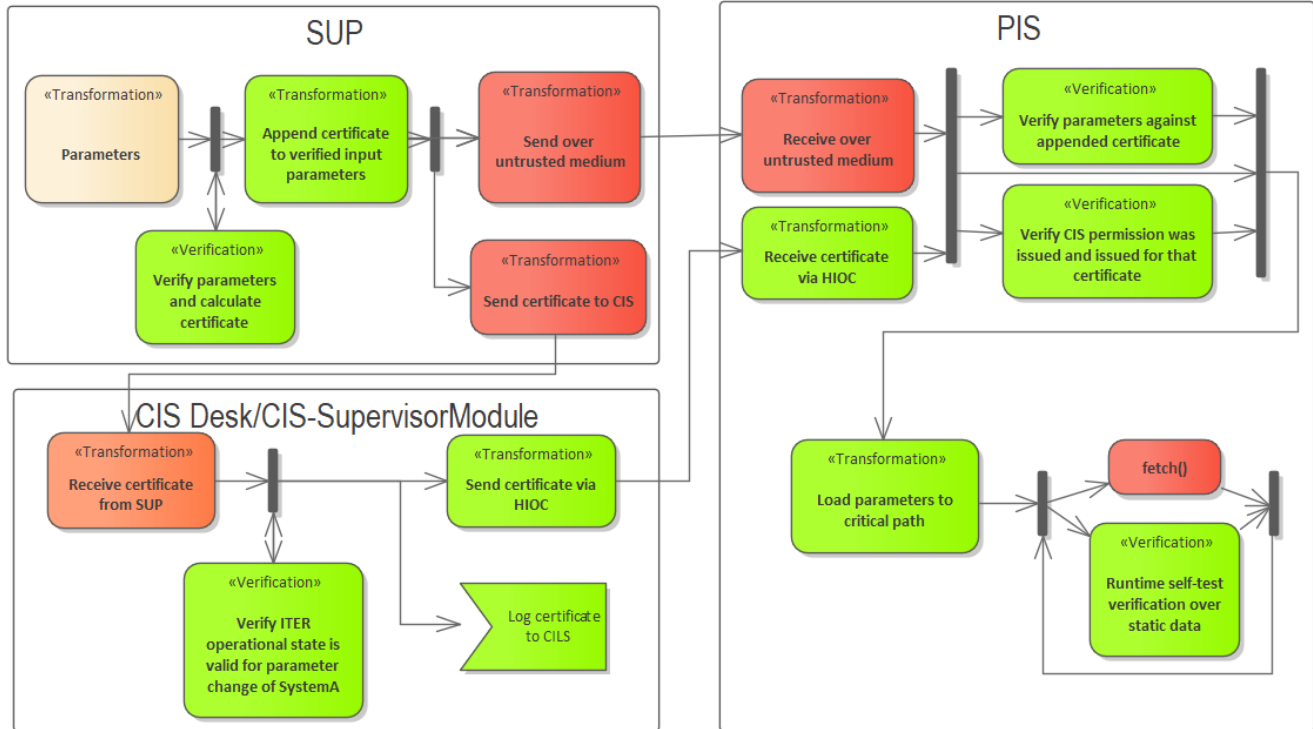 SUP
«Transformation»
Parameters
«Transformation»
Append certificate
to verified input
parameters
«Transformation»
Send over
untrusted medium
«Verification»
Verify parameters
and calculate
certificate
«Transformation»
Send certificate to CIS
CIS Desk/CIS-SupervisorModule
«Transformation»
Receive certificate
from SUP
«Transformation»
Send certificate via
HIOC
«Verification»
Verify ITER
operational state is
valid for parameter
change of SystemA
Log certificate
to CILS
PIS
«Transformation»
Receive over
untrusted medium
«Verification»
Verify parameters against
appended certificate
«Transformation»
Receive certificate
via HIOC
«Verification»
Verify CIS permission was
issued and issued for that
certificate
«Transformation»
Load parameters to
critical path
fetch()
«Verification»
Runtime self-test
verification over
static data